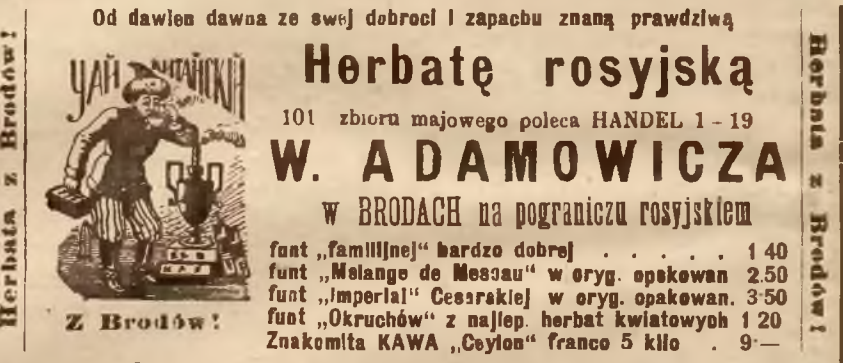 Od dawien dawna ze swej dobroci i zapachu znaną prawdziwą
Herbatę rosyjską
101 zbioru majowego poleca HANDEL 1-19
W. ADAMOWICZA
w BRODACH na pograniczu rosyjskiem
funt „familijnej“ bardzo dobrej . . . . . 1 40
funt „Melange de Moscau“ w oryg. opakowan 2.50
funt „Imperial“ Cesarskiej w oryg. opakowan. 3·50
funt „Okruchów“ z najlep. herbat kwiatowych 1 20
Znakomita KAWA „Ceylon“ franco 5 kilo . 9·—
ЧАЙ КИТАЙСКІЙ
Z Brodów!
Herbata z Brodów!
Herbata z Brodów!